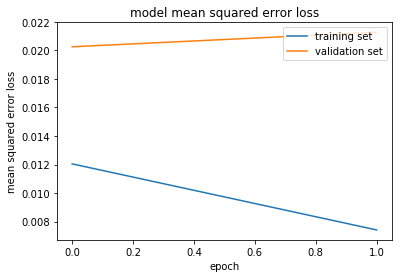 model mean squared error loss
0.022
0.020
0.018
0.016
0.014
0.012
0.010
0.008
mean squared error loss
training set
validation set
0.0 0.2 0.4 0.6 0.8 1.0
epoch